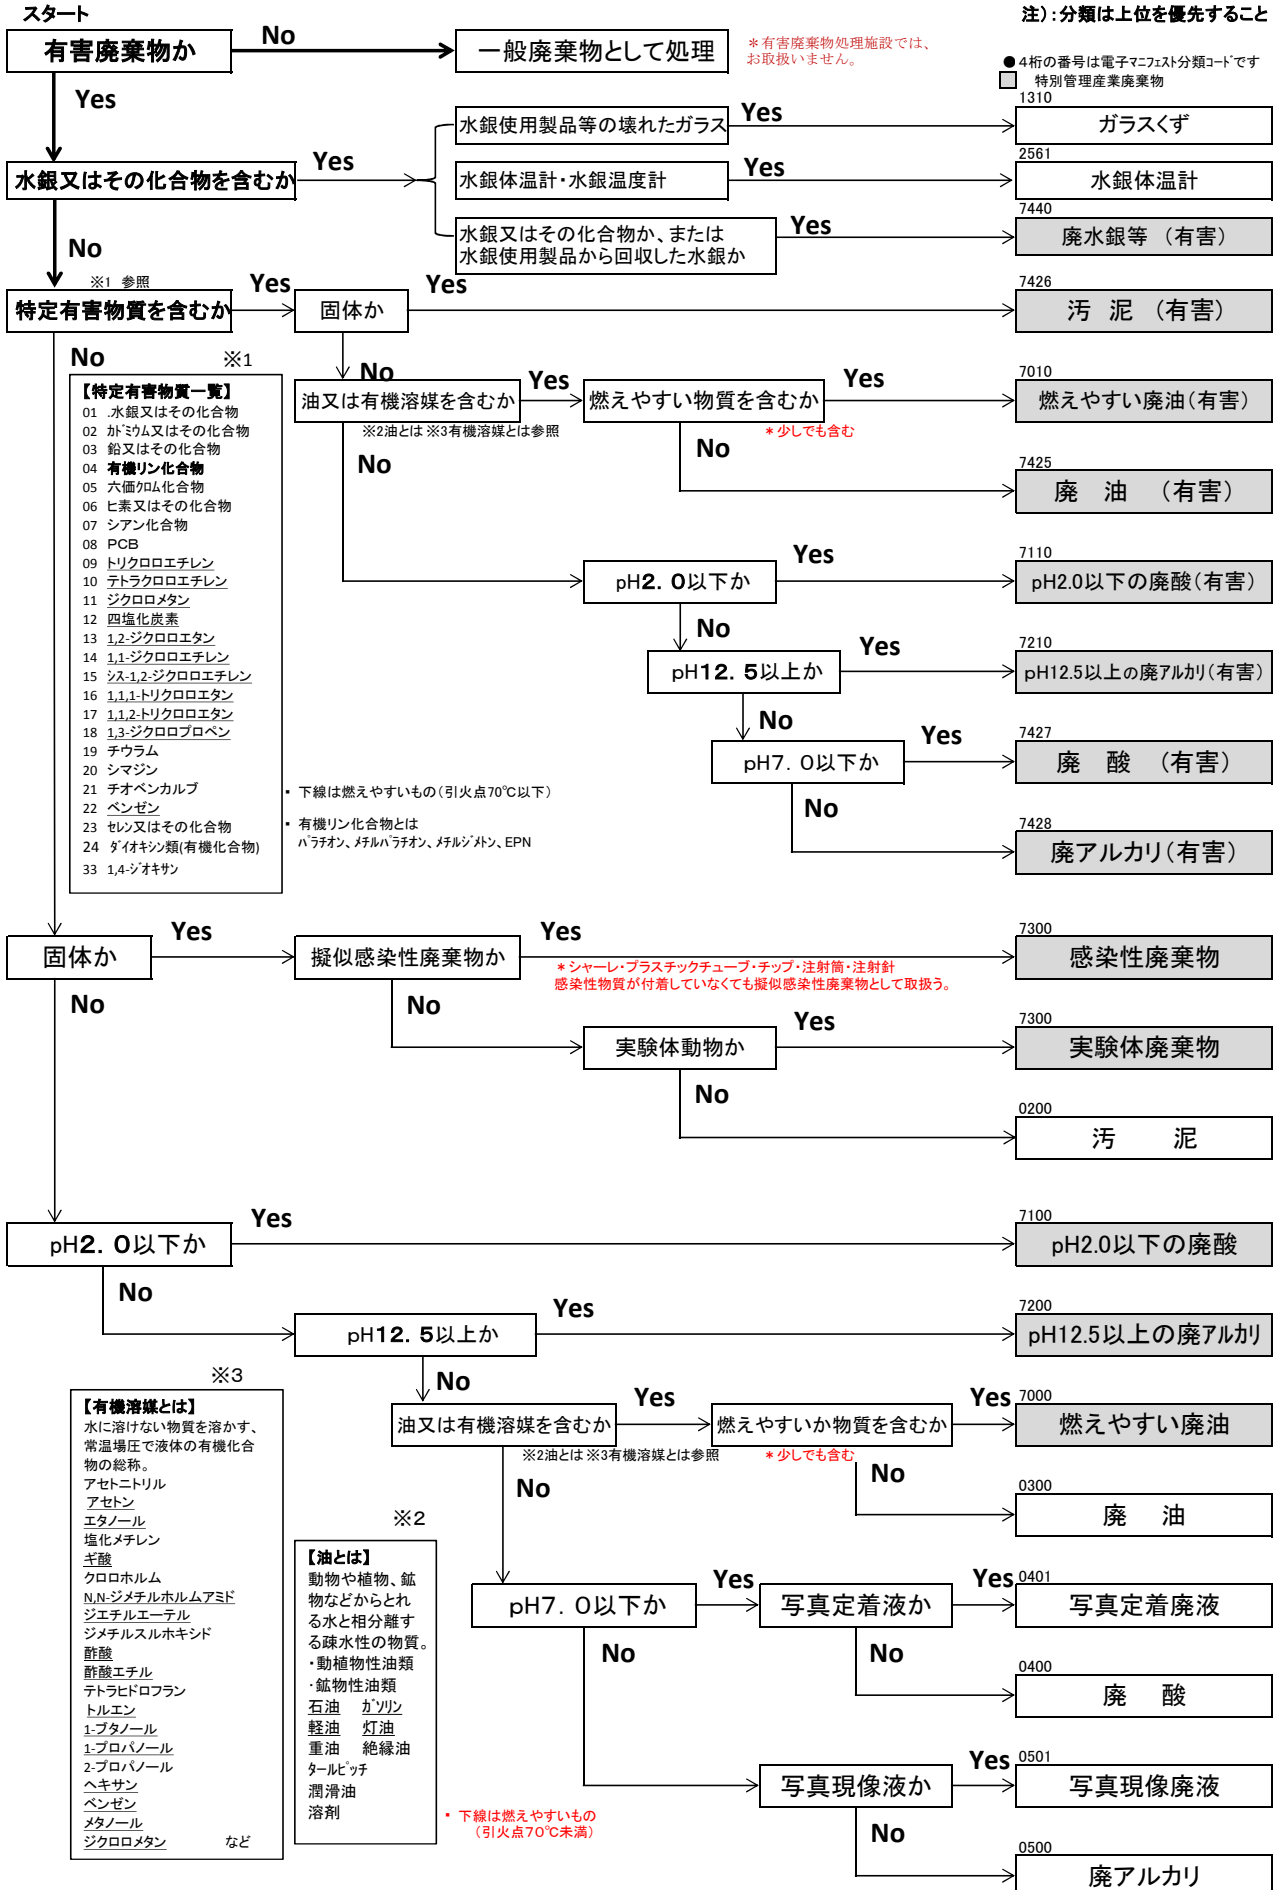 スタート
注）：分類は上位を優先すること
有害廃棄物か
No
一般廃棄物として処理
＊有害廃棄物処理施設では、
お取扱いません。
●４桁の番号は電子マニフェスト分類コードです
特別管理産業廃棄物
Yes
水銀使用製品等の壊れたガラス
Yes
1310
ガラスくず
水銀又はその化合物を含むか
Yes
水銀体温計・水銀温度計
Yes
2561
水銀体温計
水銀又はその化合物か、または
水銀使用製品から回収した水銀か
Yes
7440
廃水銀等 （有害）
No
※1 参照
特定有害物質を含むか
Yes
固体か
Yes
7426
汚 泥 （有害）
No
※1
No
油又は有機溶媒を含むか
Yes
燃えやすい物質を含むか
Yes
7010
燃えやすい廃油（有害）
※2油とは ※3有機溶媒とは参照
＊少しでも含む
No
No
7425
廃 油 （有害）
【特定有害物質一覧】
01 .水銀又はその化合物
02 ｶﾄﾞﾐｳﾑ又はその化合物
03 鉛又はその化合物
04 有機リン化合物
05 六価ｸﾛﾑ化合物
06 ヒ素又はその化合物
07 シアン化合物
08 PCB
09 トリクロロエチレン
10 テトラクロロエチレン
11 ジクロロメタン
12 四塩化炭素
13 1,2-ジクロロエタン
14 1,1-ジクロロエチレン
15 ｼｽ-1,2-ジクロロエチレン
16 1,1,1-トリクロロエタン
17 1,1,2-トリクロロエタン
18 1,3-ジクロロプロペン
19 チウラム
20 シマジン
21 チオベンカルブ
22 ベンゼン
23 ｾﾚﾝ又はその化合物
24 ﾀﾞｲｵｷｼﾝ類(有機化合物)
33 1,4-ｼﾞｵｷｻﾝ
・ 下線は燃えやすいもの（引火点70℃以下）
・ 有機リン化合物とは
ﾊﾟﾗﾁｵﾝ、ﾒﾁﾙﾊﾟﾗﾁｵﾝ、ﾒﾁﾙｼﾞﾒﾄﾝ、EPN
pH2．0以下か
Yes
7110
pH2.0以下の廃酸（有害）
No
pH12．5以上か
Yes
7210
pH12.5以上の廃ｱﾙｶﾘ（有害）
No
pH7．0以下か
Yes
7427
廃 酸 （有害）
No
7428
廃アルカリ（有害）
固体か
Yes
擬似感染性廃棄物か
Yes
7300
感染性廃棄物
＊シャーレ・プラスチックチューブ・チップ・注射筒・注射針
感染性物質が付着していなくても擬似感染性廃棄物として取扱う。
No
No
実験体動物か
Yes
7300
実験体廃棄物
No
0200
汚 泥
pH2．0以下か
Yes
7100
pH2.0以下の廃酸
No
pH12．5以上か
Yes
7200
pH12.5以上の廃ｱﾙｶﾘ
No
油又は有機溶媒を含むか
Yes
燃えやすいか物質を含むか
Yes
7000
燃えやすい廃油
※2油とは ※3有機溶媒とは参照
＊少しでも含む
No
No
0300
廃 油
※3
【有機溶媒とは】
水に溶けない物質を溶かす、
常温場圧で液体の有機化合
物の総称。
アセトニトリル
アセトン
エタノール
塩化メチレン
ギ酸
クロロホルム
N,N-ジメチルホルムアミド
ジエチルエーテル
ジメチルスルホキシド
酢酸
酢酸エチル
テトラヒドロフラン
トルエン
1-ブタノール
1-プロパノール
2-プロパノール
ヘキサン
ベンゼン
メタノール
ジクロロメタン など
※2
【油とは】
動物や植物、鉱
物などからとれ
る水と相分離す
る疎水性の物質。
・動植物性油類
・鉱物性油類
石油 ｶﾞｿﾘﾝ
軽油 灯油
重油 絶縁油
ﾀｰﾙﾋﾟｯﾁ
潤滑油
溶剤
・ 下線は燃えやすいもの
（引火点７０℃未満）
pH7．0以下か
Yes
写真定着液か
Yes
0401
写真定着廃液
No
No
0400
廃 酸
写真現像液か
Yes
0501
写真現像廃液
No
0500
廃アルカリ